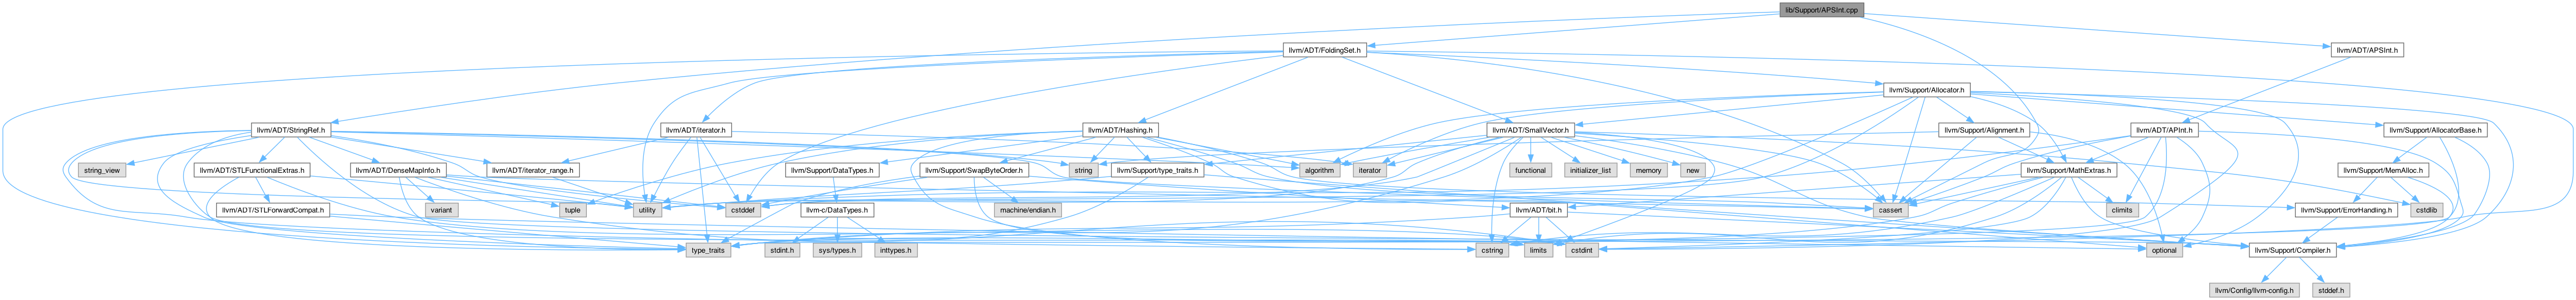 lib/Support/APSInt.cpp
llvm/ADT/FoldingSet.h
llvm/ADT/APSInt.h
llvm/Support/Allocator.h
llvm/ADT/StringRef.h
llvm/ADT/iterator.h
llvm/ADT/Hashing.h
llvm/ADT/SmallVector.h
llvm/Support/Alignment.h
llvm/ADT/APInt.h
llvm/Support/AllocatorBase.h
string_view
llvm/ADT/STLFunctionalExtras.h
llvm/ADT/DenseMapInfo.h
llvm/ADT/iterator_range.h
llvm/Support/DataTypes.h
llvm/Support/SwapByteOrder.h
string
llvm/Support/type_traits.h
functional
algorithm
iterator
initializer_list
memory
new
llvm/Support/MathExtras.h
llvm/Support/MemAlloc.h
llvm/ADT/STLForwardCompat.h
variant
tuple
utility
cstddef
llvm-c/DataTypes.h
machine/endian.h
llvm/ADT/bit.h
cassert
climits
llvm/Support/ErrorHandling.h
cstdlib
type_traits
stdint.h
sys/types.h
inttypes.h
cstring
limits
cstdint
optional
llvm/Support/Compiler.h
llvm/Config/llvm-config.h
stddef.h